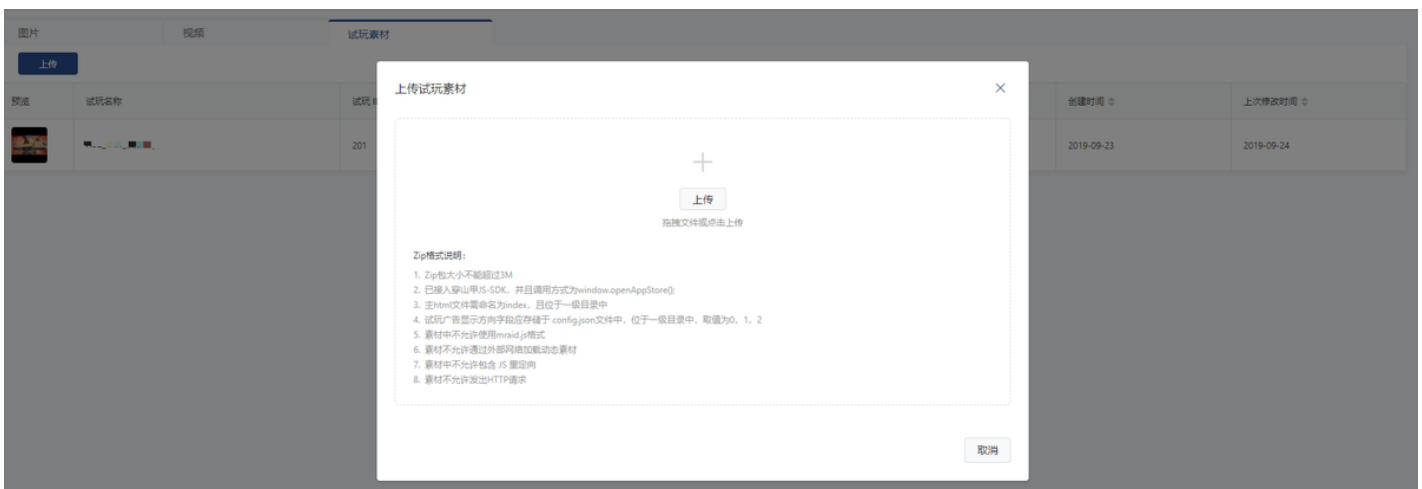 图片
视频
试玩素材
上传
预览
试玩名称
试玩
创建时间
上次修改时间
201
2019-09-23
2019-09-24
上传试玩素材
上传
拖拽文件或点击上传
Zip格式说明：
1. Zip包大小不能超过3M
2. 已接入穿山甲JS-SDK，并且调用方式为window.openAppStore();
3. 主html文件需命名为index，且位于一级目录中
4. 试玩广告显示方向字段应存储于 config.json文件中，位于一级目录中，取值为0，1，2
5. 素材中不允许使用mraid.js格式
6. 素材不允许通过外部网络加载动态素材
7. 素材中不允许包含 JS 重定向
8. 素材不允许发出HTTP请求
取消